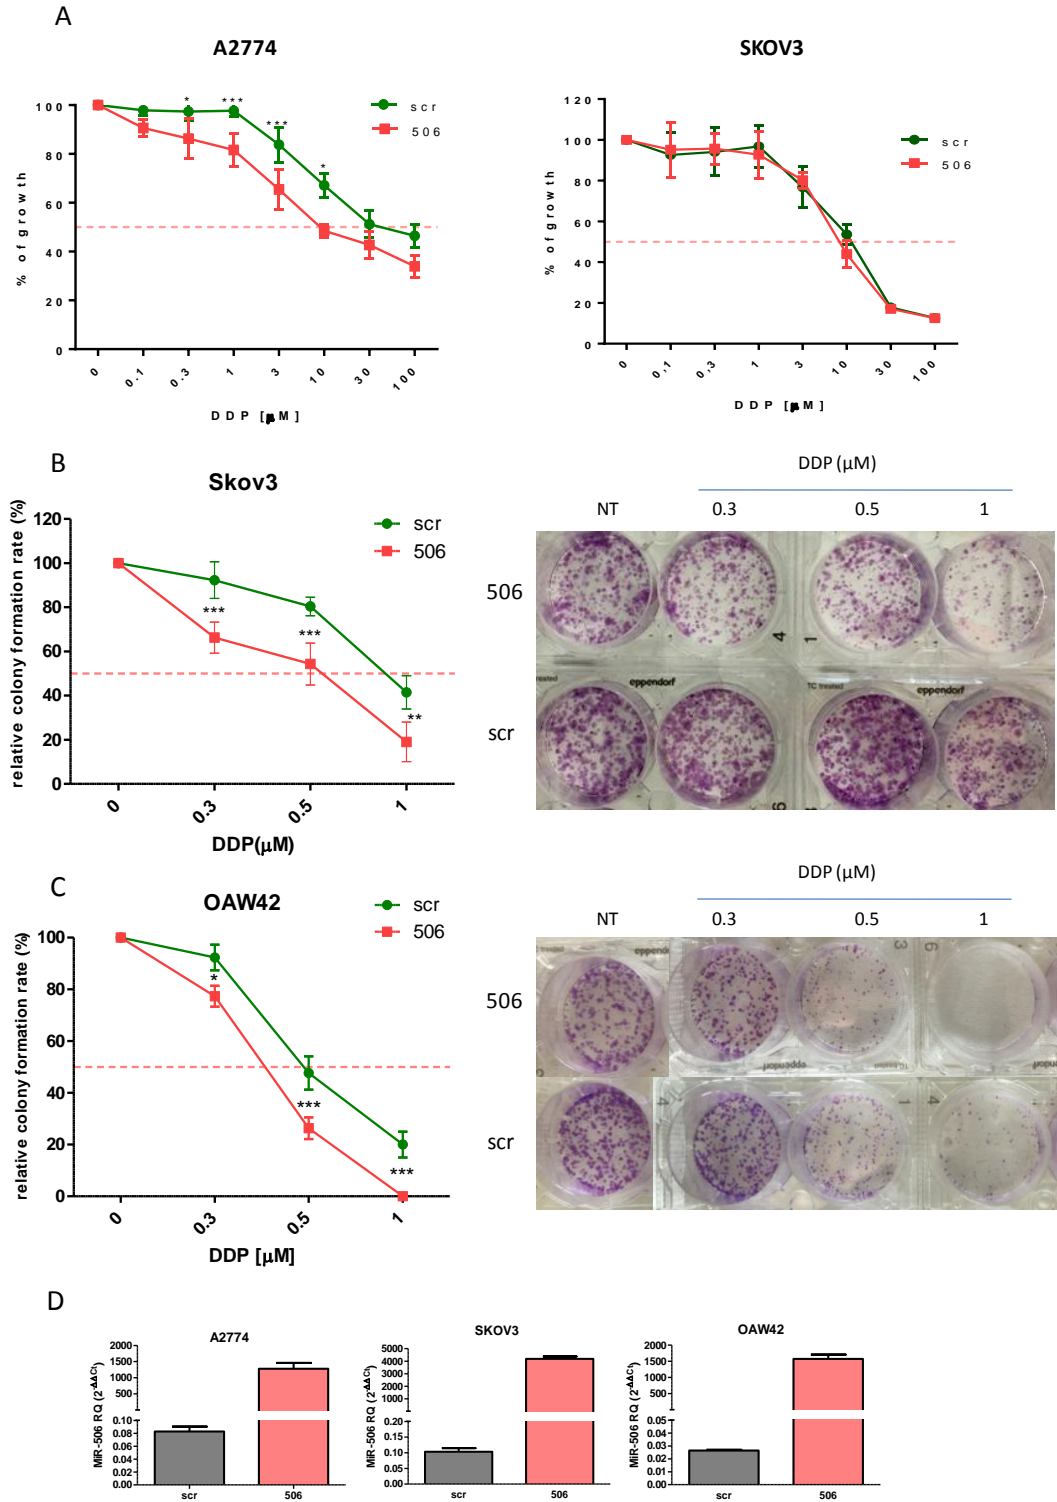 A
A2774
SKOV3
100
80
60
40
20
0
% of growth
* *** *** *
scr
506
0 0.1 0.3 1 3 10 30 100
DDP [μM]
120
100
80
60
40
20
0
% of growth
scr
506
0 0.1 0.3 1 3 10 30 100
DDP [μM]
B
Skov3
120
100
80
60
40
20
0
relative colony formation rate (%)
scr
506
*** *** **
0 0.3 0.5 1
DDP(μM)
DDP (μM)
NT 0.3 0.5 1
506
scr
4 1
eppendorf
TC treated
eppendorf
C
OAW42
100
80
60
40
20
0
relative colony formation rate (%)
scr
506
* *** ***
0 0.3 0.5 1
DDP [μM]
DDP (μM)
NT 0.3 0.5 1
506
scr
eppendorf
D
A2774
2000
1500
1000
500
0.10
0.08
0.06
0.04
0.02
0.00
MiR-506 RQ (2-ΔΔCt)
scr 506
SKOV3
5000
4000
3000
2000
1000
0.20
0.15
0.10
0.05
0.00
MiR-506 RQ (2-ΔΔCt)
scr 506
OAW42
2000
1500
1000
500
0.05
0.04
0.03
0.02
0.01
0.00
MiR-506 RQ (2-ΔΔCt)
scr 506